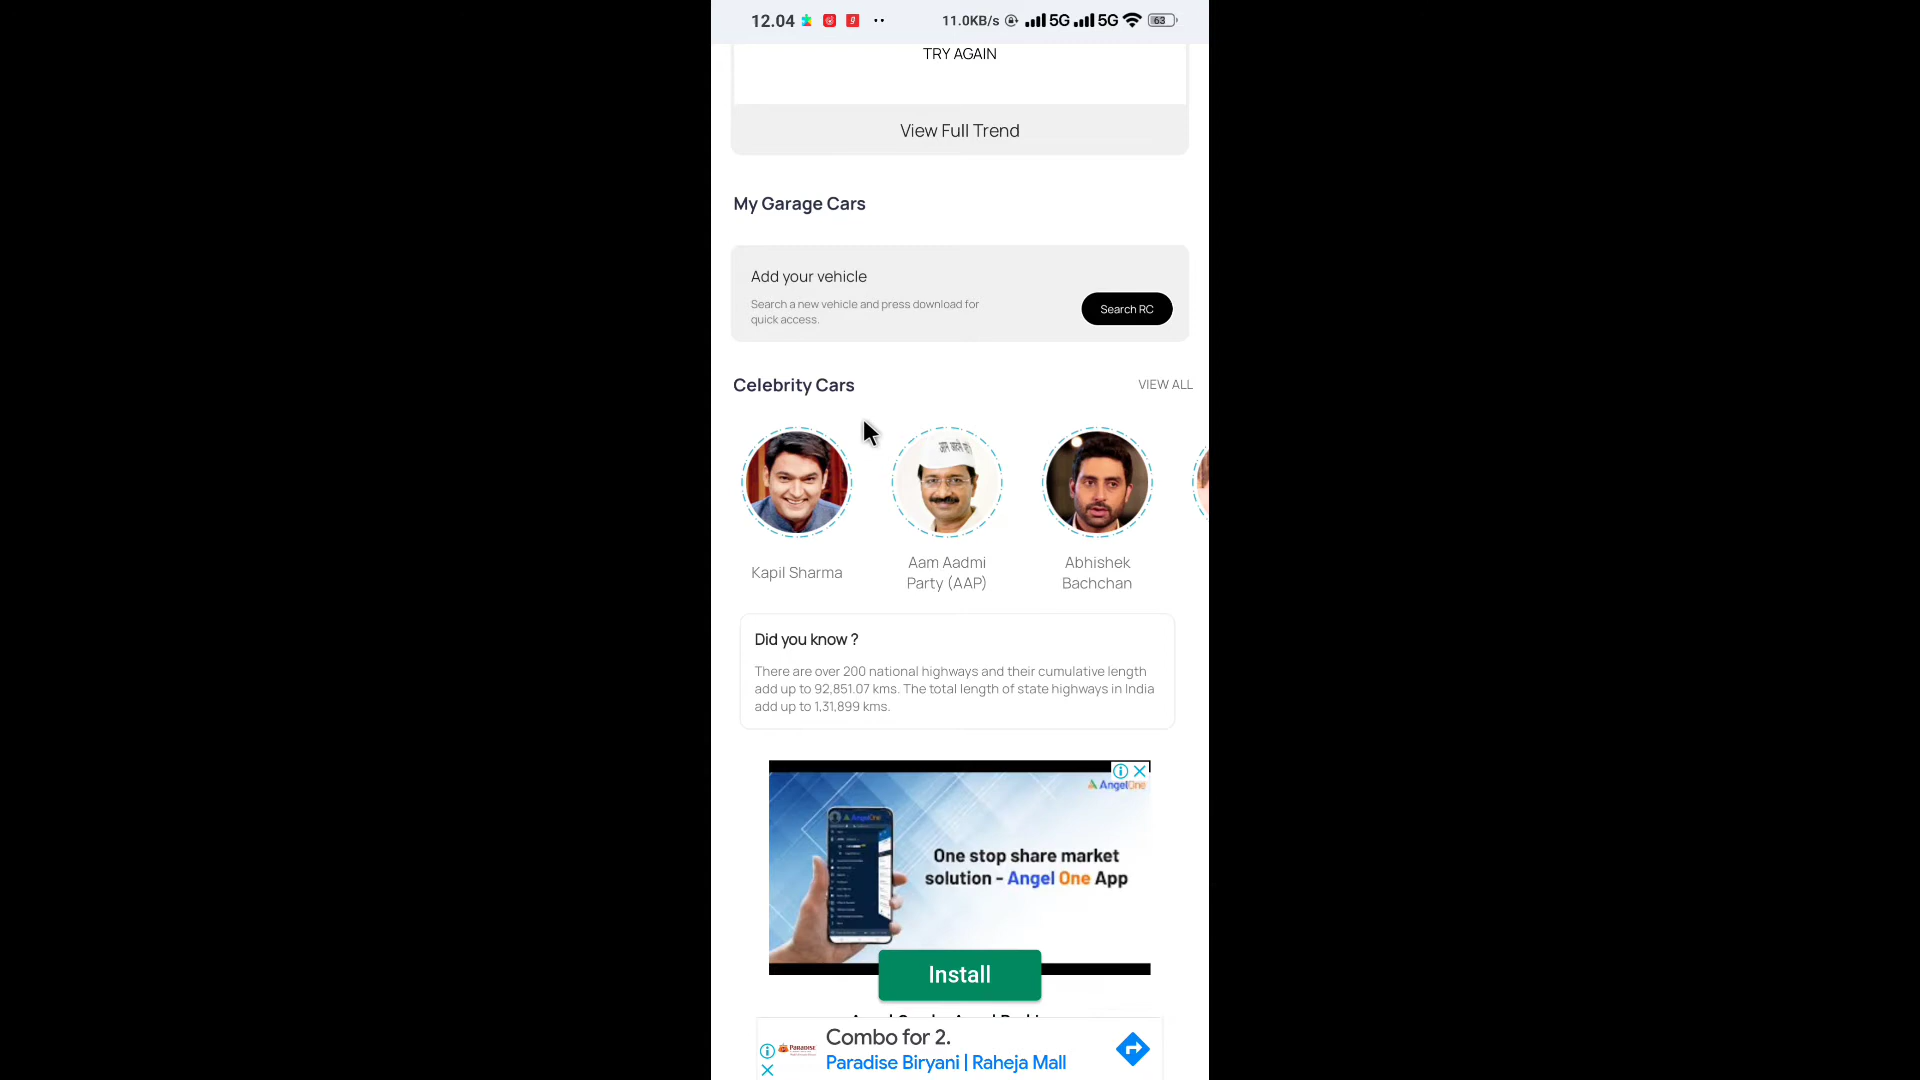 12.04
11.0KB/s 5G 5G 63
TRY AGAIN
View Full Trend
My Garage Cars
Add your vehicle
Search a new vehicle and press download for
quick access.
Search RC
Celebrity Cars
VIEW ALL
Kapil Sharma
Aam Aadmi
Party (AAP)
Abhishek
Bachchan
Did you know ?
There are over 200 national highways and their cumulative length
add up to 92,851.07 kms. The total length of state highways in India
add up to 1,31,899 kms.
AngelOne
One stop share market
solution - Angel One App
Install
Combo for 2.
PARADISE
Paradise Biryani | Raheja Mall